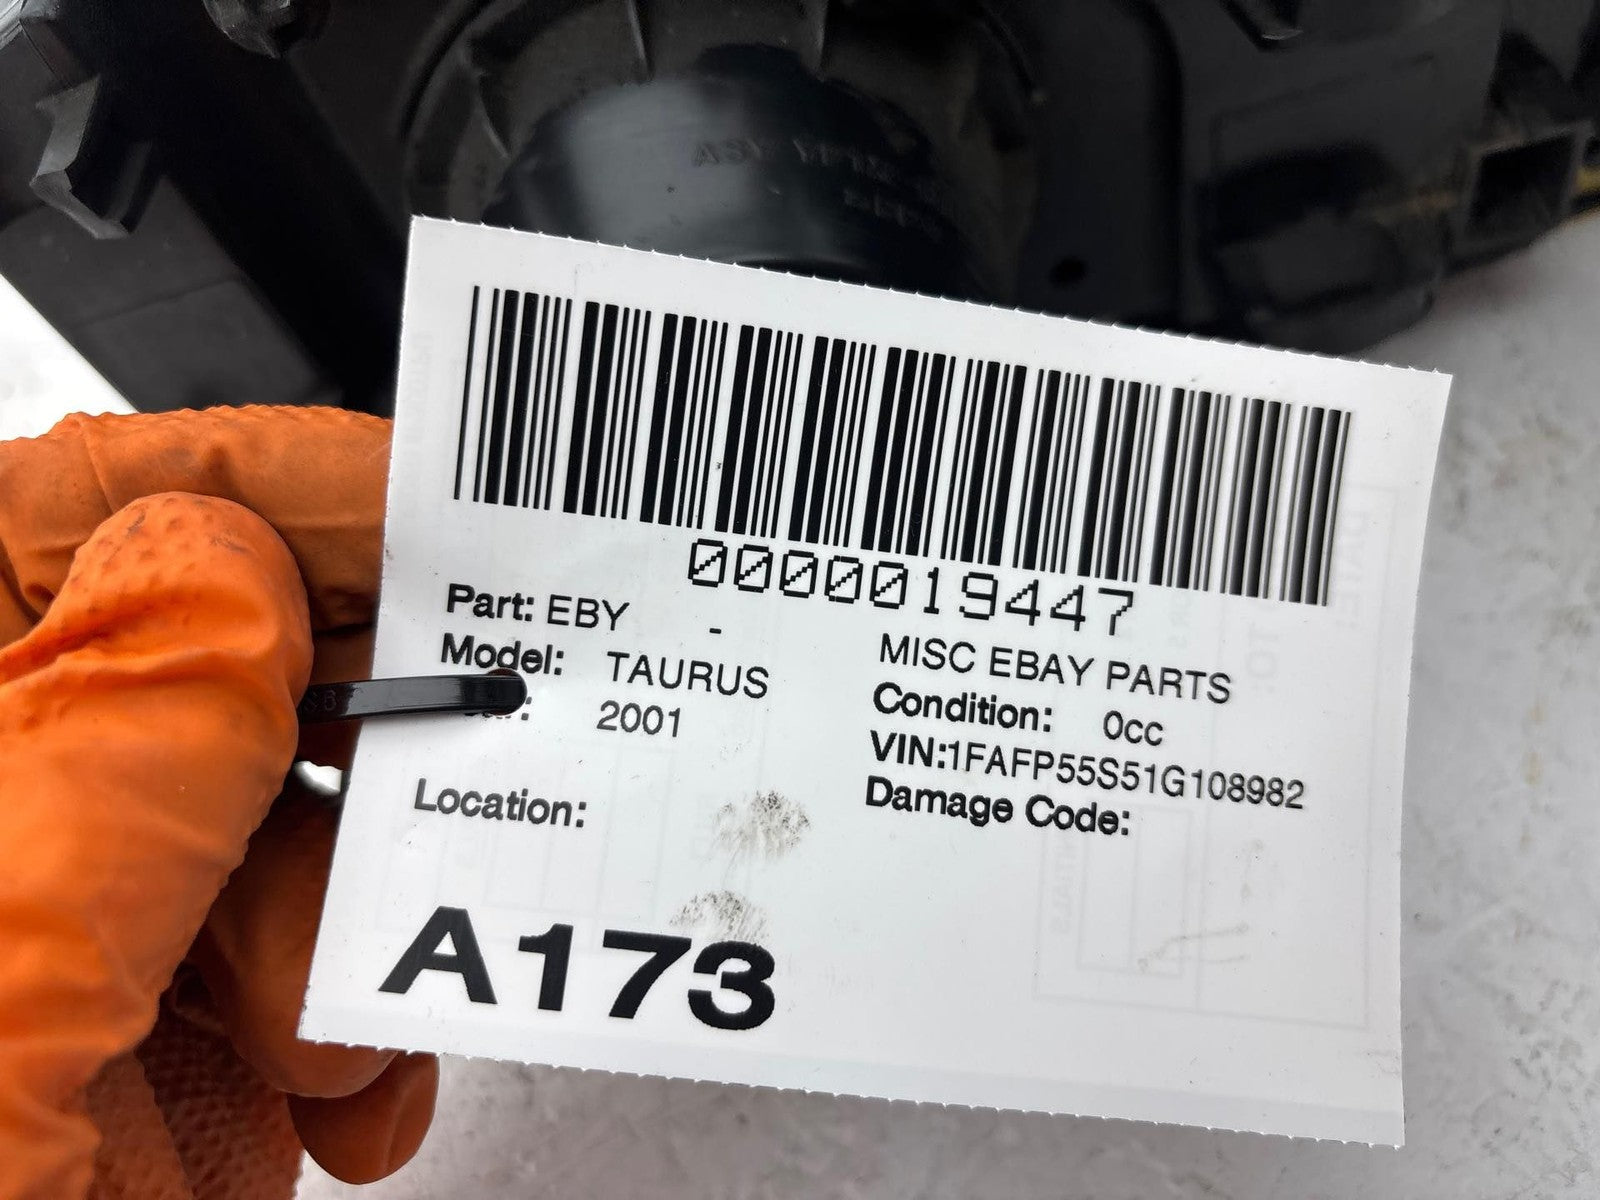 0000019447
Part: EBY -
MISC EBAY PARTS
Model: TAURUS
Condition: 0cc
2001
VIN:1FAFP55S51G108982
Location:
Damage Code:
A173